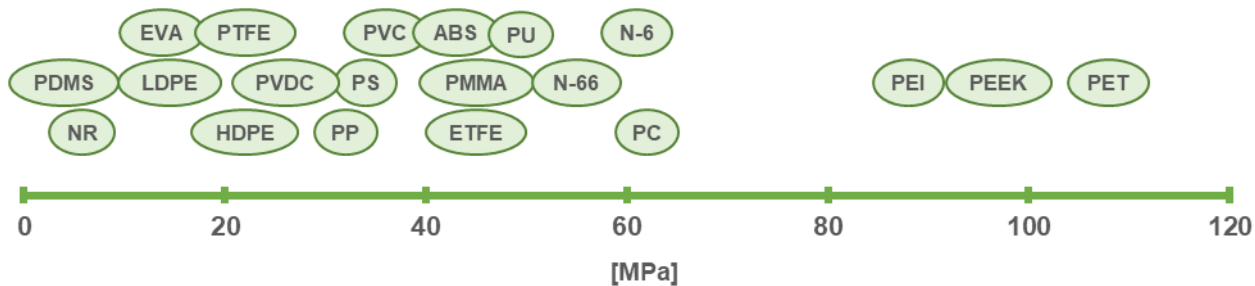 EVA PTFE PVC ABS PU N-6
PDMS LDPE PVDC PS PMMA N-66 PEI PEEK PET
NR HDPE PP ETFE PC
0 20 40 60 80 100 120
[MPa]